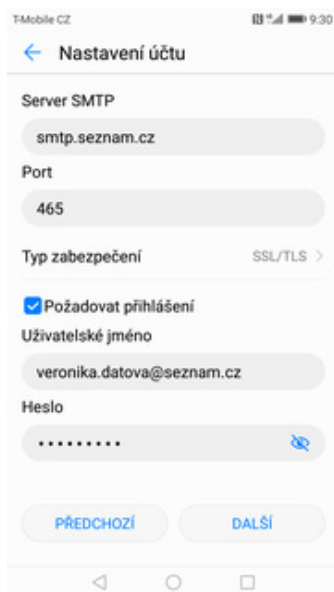 T-Mobile CZ 9:30
Nastavení účtu
Server SMTP
smtp.seznam.cz
Port
465
Typ zabezpečení SSL/TLS
Požadovat přihlášení
Uživatelské jméno
veronika.datova@seznam.cz
Heslo
•••••••••
PŘEDCHOZÍ DALŠÍ